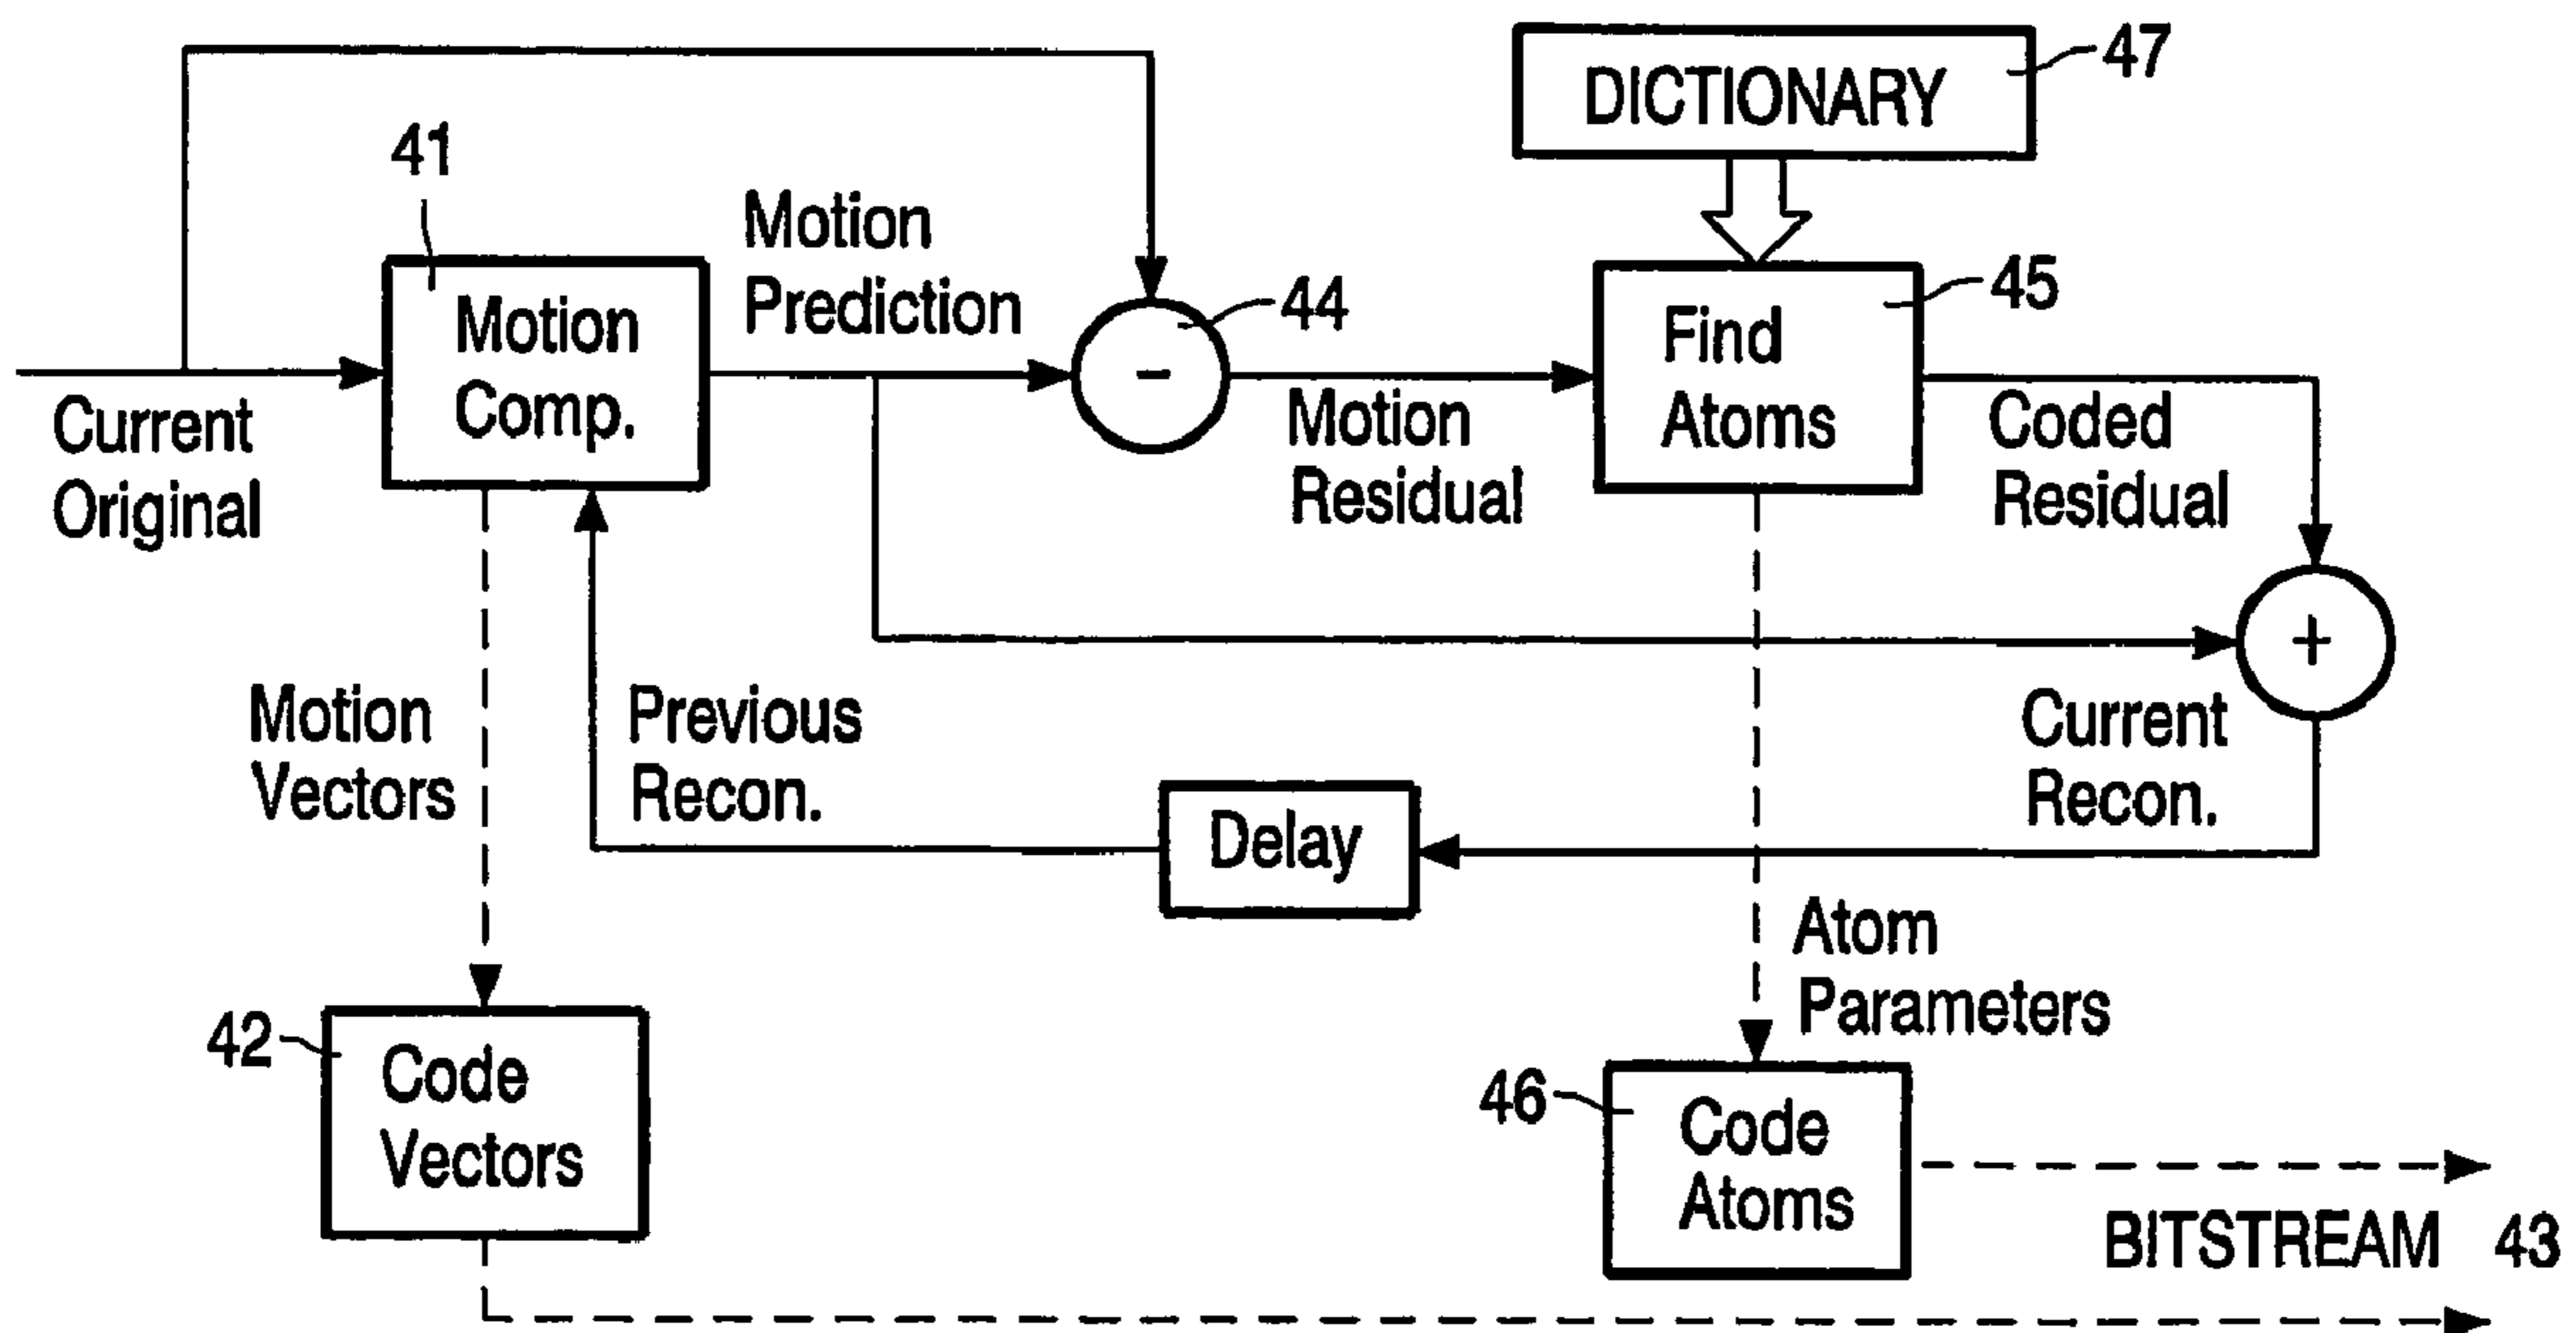 47
DICTIONARY
41
Motion
Prediction
44
45
Motion
Comp.
-
Find
Atoms
Current
Original
Motion
Residual
Coded
Residual
+
Motion
Vectors
Previous
Recon.
Current
Recon.
Delay
Atom
Parameters
42
Code
Vectors
46
Code
Atoms
BITSTREAM 43